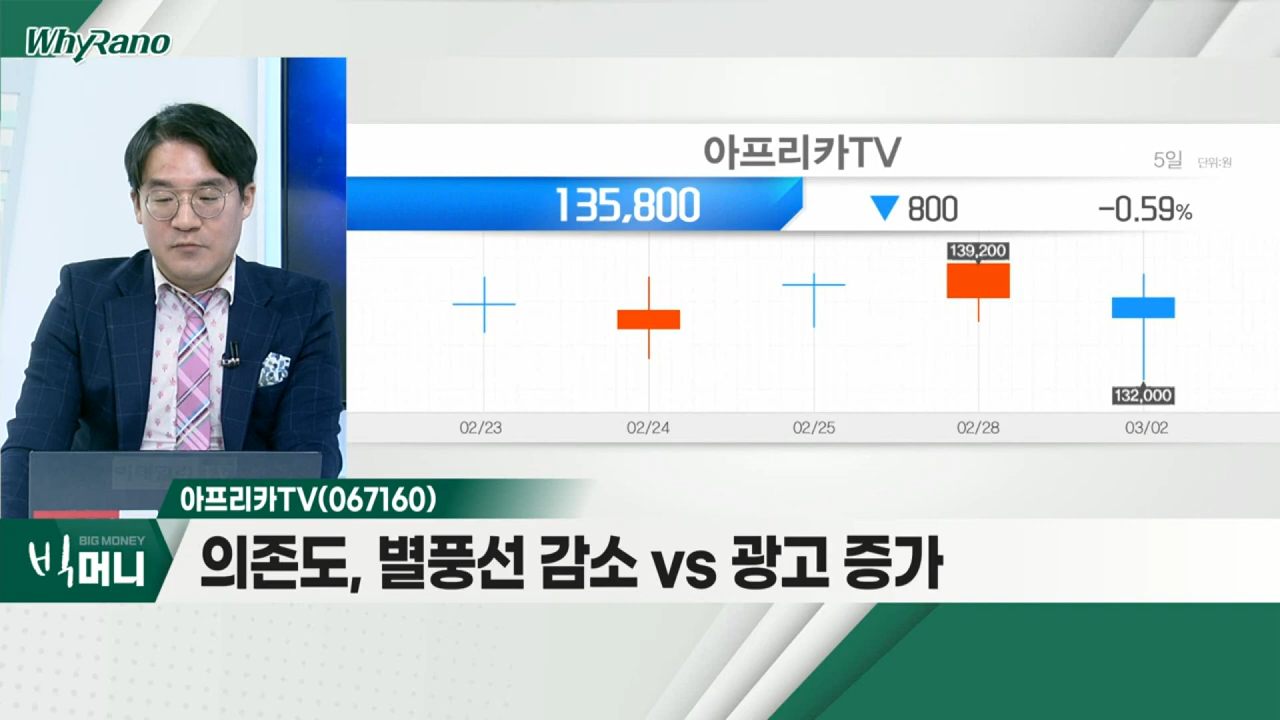 WhyRano
아프리카TV
5일 단위:원
135,800 ▼ 800 -0.59%
139,200
132,000
02/23 02/24 02/25 02/28 03/02
아프리카TV(067160)
BIG MONEY
빅머니
의존도, 별풍선 감소 vs 광고 증가